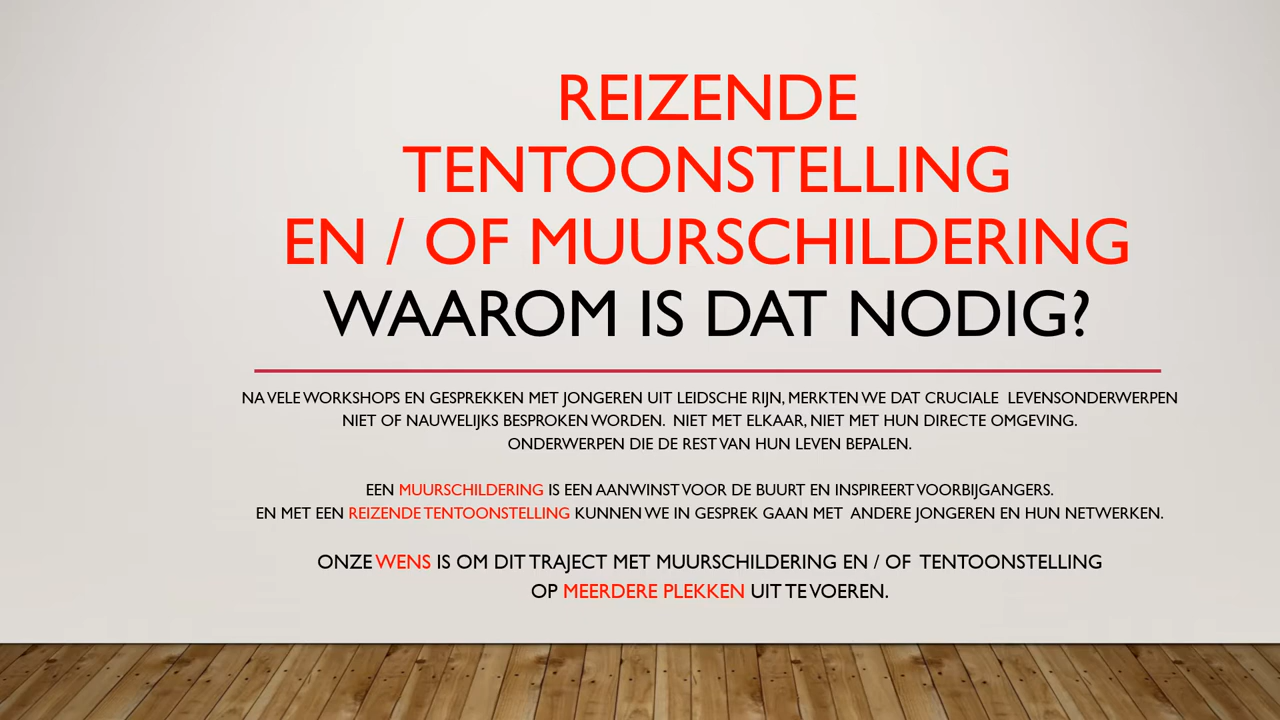 REIZENDE
TENTOONSTELLING
EN / OF MUURSCHILDERING
WAAROM IS DAT NODIG?
NA VELE WORKSHOPS EN GESPREKKEN MET JONGEREN UIT LEIDSCHE RIJN, MERKTEN WE DAT CRUCIALE LEVENSONDERWERPEN
NIET OF NAUWELIJKS BESPROKEN WORDEN. NIET MET ELKAAR, NIET MET HUN DIRECTE OMGEVING.
ONDERWERPEN DIE DE REST VAN HUN LEVEN BEPALEN.
EEN MUURSCHILDERING IS EEN AANWINST VOOR DE BUURT EN INSPIREERT VOORBIJGANGERS.
EN MET EEN REIZENDE TENTOONSTELLING KUNNEN WE IN GESPREK GAAN MET ANDERE JONGEREN EN HUN NETWERKEN.
ONZE WENS IS OM DIT TRAJECT MET MUURSCHILDERING EN / OF TENTOONSTELLING
OP MEERDERE PLEKKEN UIT TE VOEREN.